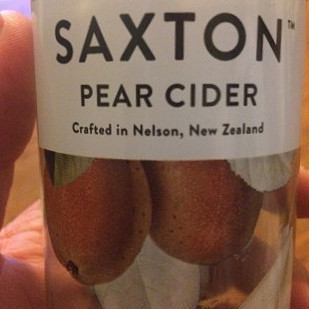 SAXTON™
PEAR CIDER
Crafted in Nelson, New Zealand